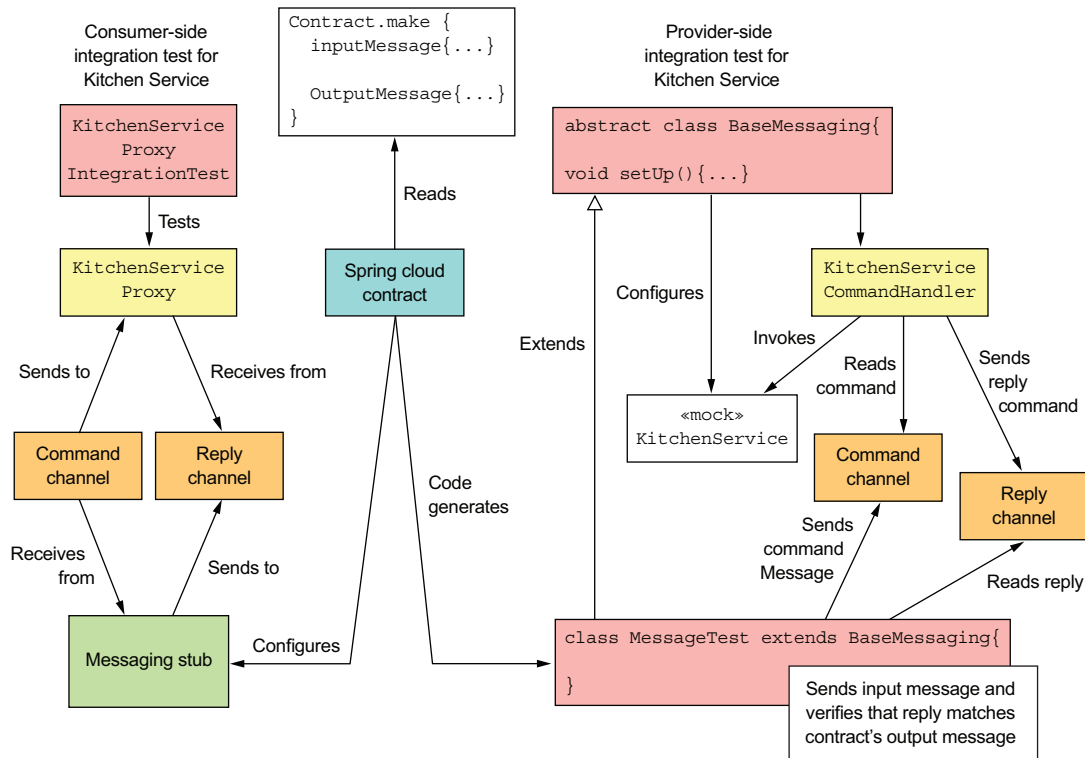 Consumer-side
integration test for
Kitchen Service
KitchenService
Proxy
IntegrationTest
Tests
KitchenService
Proxy
Sends to
Receives from
Command
channel
Reply
channel
Receives
from
Sends to
Messaging stub
Contract.make {
inputMessage{...}
OutputMessage{...}
}
Reads
Spring cloud
contract
Configures
Code
generates
Provider-side
integration test for
Kitchen Service
abstract class BaseMessaging{
void setUp(){...}
Extends
Configures
KitchenService
CommandHandler
Invokes
Reads
command
Sends
reply
command
«mock»
KitchenService
Command
channel
Reply
channel
Sends
command
Message
Reads reply
class MessageTest extends BaseMessaging{
}
Sends input message and
verifies that reply matches
contract's output message